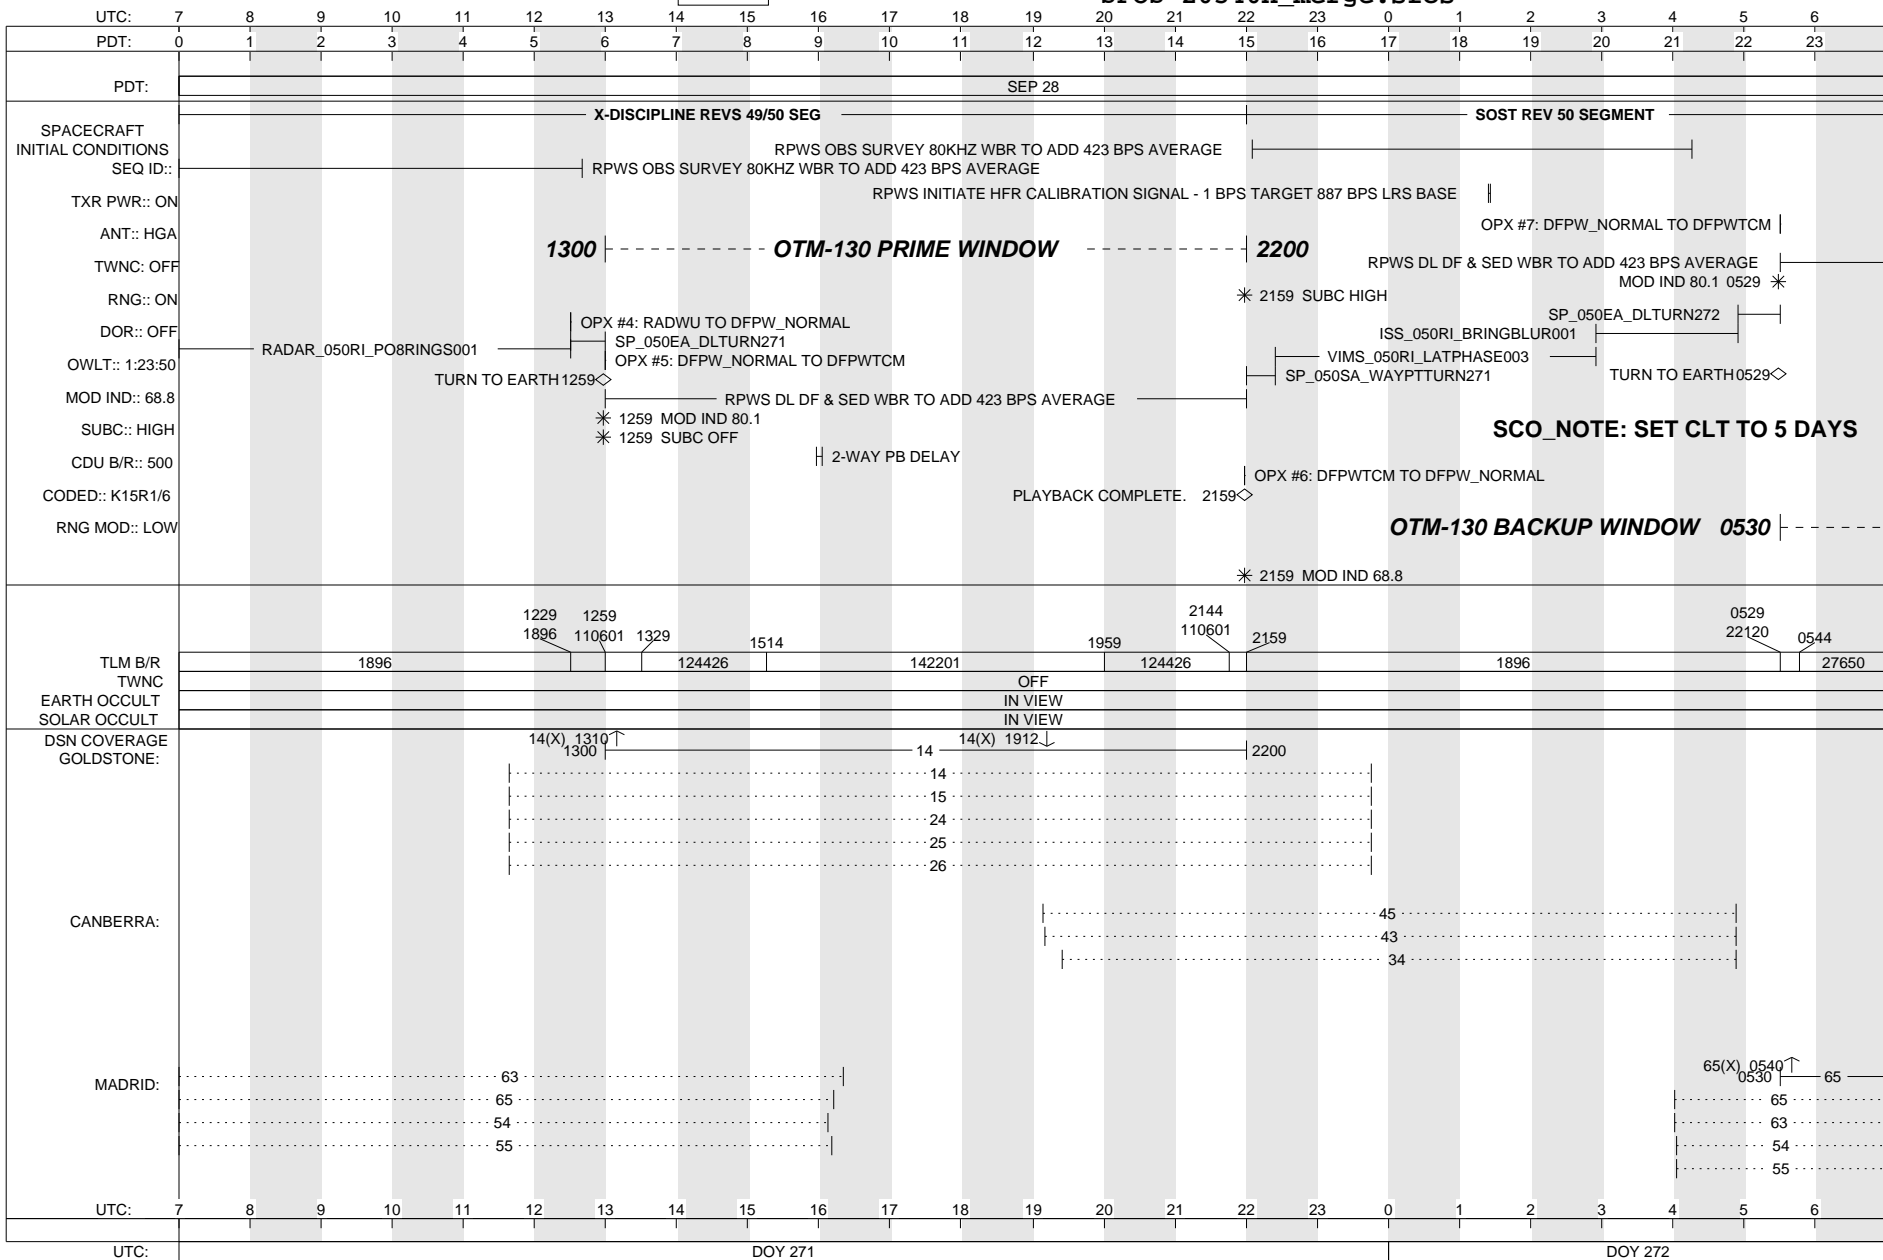 UTC: 7 8 9 10 11 12 13 14 15 16 17 18 19 20 21 22 23 0 1 2 3 4 5 6
PDT: 0 1 2 3 4 5 6 7 8 9 10 11 12 13 14 15 16 17 18 19 20 21 22 23
PDT: SEP 28
X-DISCIPLINE REVS 49/50 SEG SOST REV 50 SEGMENT
SPACECRAFT
INITIAL CONDITIONS
RPWS OBS SURVEY 80KHZ WBR TO ADD 423 BPS AVERAGE
SEQ ID::
RPWS OBS SURVEY 80KHZ WBR TO ADD 423 BPS AVERAGE
RPWS INITIATE HFR CALIBRATION SIGNAL - 1 BPS TARGET 887 BPS LRS BASE
TXR PWR:: ON
OPX #7: DFPW_NORMAL TO DFPWTCM
ANT:: HGA
1300 OTM-130 PRIME WINDOW 2200
RPWS DL DF & SED WBR TO ADD 423 BPS AVERAGE
TWNC: OFF
MOD IND 80.1 0529
2159 SUBC HIGH
RNG:: ON
SP_050EA_DLTURN272
OPX #4: RADWU TO DFPW_NORMAL
DOR:: OFF
ISS_050RI_BRINGBLUR001
SP_050EA_DLTURN271
RADAR_050RI_PO8RINGS001
VIMS_050RI_LATPHASE003
OPX #5: DFPW_NORMAL TO DFPWTCM
OWLT:: 1:23:50
TURN TO EARTH 1259
SP_050SA_WAYPTTURN271
TURN TO EARTH 0529
MOD IND:: 68.8
RPWS DL DF & SED WBR TO ADD 423 BPS AVERAGE
1259 MOD IND 80.1
SUBC:: HIGH
SCO_NOTE: SET CLT TO 5 DAYS
1259 SUBC OFF
2-WAY PB DELAY
CDU B/R:: 500
OPX #6: DFPWTCM TO DFPW_NORMAL
CODED:: K15R1/6
PLAYBACK COMPLETE. 2159
RNG MOD:: LOW
OTM-130 BACKUP WINDOW 0530
2159 MOD IND 68.8
1229 1259 2144 0529
1896 110601 1329 1514 1959 110601 2159 22120 0544
TLM B/R 1896 124426 142201 124426 1896 27650
TWNC OFF
EARTH OCCULT IN VIEW
SOLAR OCCULT IN VIEW
DSN COVERAGE
14(X) 1310 14(X) 1912
GOLDSTONE: 1300 14 2200
14
15
24
25
26
CANBERRA:
45
43
34
65(X) 0540
MADRID: 63 0530 65
65 65
54 63
55 54
55
UTC: 7 8 9 10 11 12 13 14 15 16 17 18 19 20 21 22 23 0 1 2 3 4 5 6
UTC: DOY 271 DOY 272